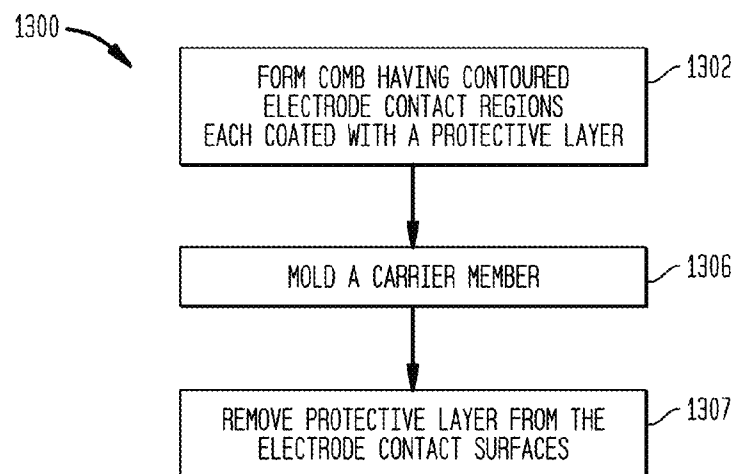 1300
FORM COMB HAVING CONTOURED
ELECTRODE CONTACT REGIONS
EACH COATED WITH A PROTECTIVE LAYER
1302
MOLD A CARRIER MEMBER
1306
REMOVE PROTECTIVE LAYER FROM THE
ELECTRODE CONTACT SURFACES
1307